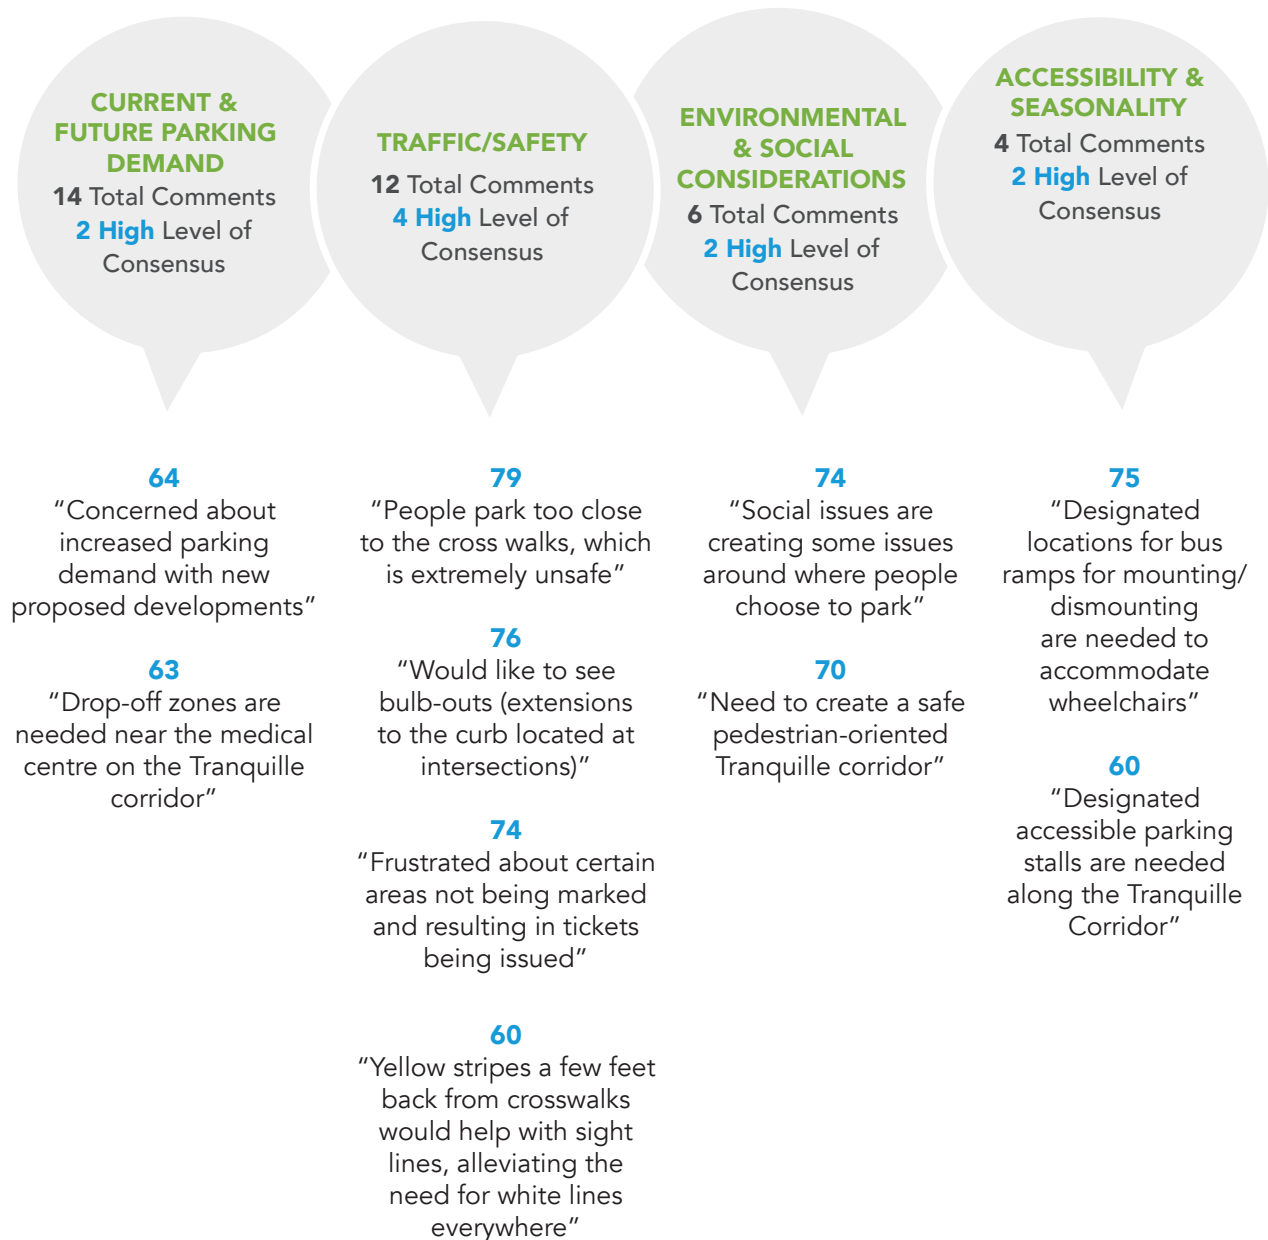 CURRENT &
FUTURE PARKING
DEMAND
14 Total Comments
2 High Level of
Consensus
TRAFFIC/SAFETY
12 Total Comments
4 High Level of
Consensus
ENVIRONMENTAL
& SOCIAL
CONSIDERATIONS
6 Total Comments
2 High Level of
Consensus
ACCESSIBILITY &
SEASONALITY
4 Total Comments
2 High Level of
Consensus
64
“Concerned about
increased parking
demand with new
proposed developments”
63
“Drop-off zones are
needed near the medical
centre on the Tranquille
corridor”
79
“People park too close
to the cross walks, which
is extremely unsafe”
76
“Would like to see
bulb-outs (extensions
to the curb located at
intersections)”
74
“Frustrated about certain
areas not being marked
and resulting in tickets
being issued”
60
“Yellow stripes a few feet
back from crosswalks
would help with sight
lines, alleviating the
need for white lines
everywhere”
74
“Social issues are
creating some issues
around where people
choose to park”
70
“Need to create a safe
pedestrian-oriented
Tranquille corridor”
75
“Designated
locations for bus
ramps for mounting/
dismounting
are needed to
accommodate
wheelchairs”
60
“Designated
accessible parking
stalls are needed
along the Tranquille
Corridor”